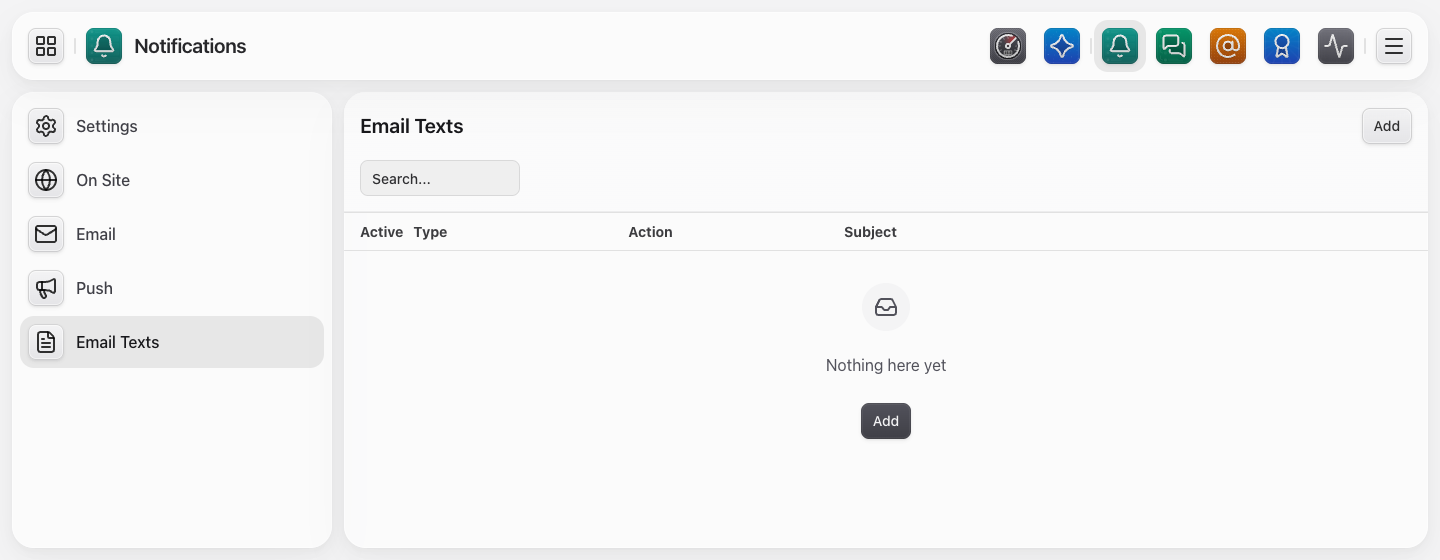 Notifications
Settings
On Site
Email
Push
Email Texts
Email Texts
Add
Search...
Active Type Action Subject
Nothing here yet
Add